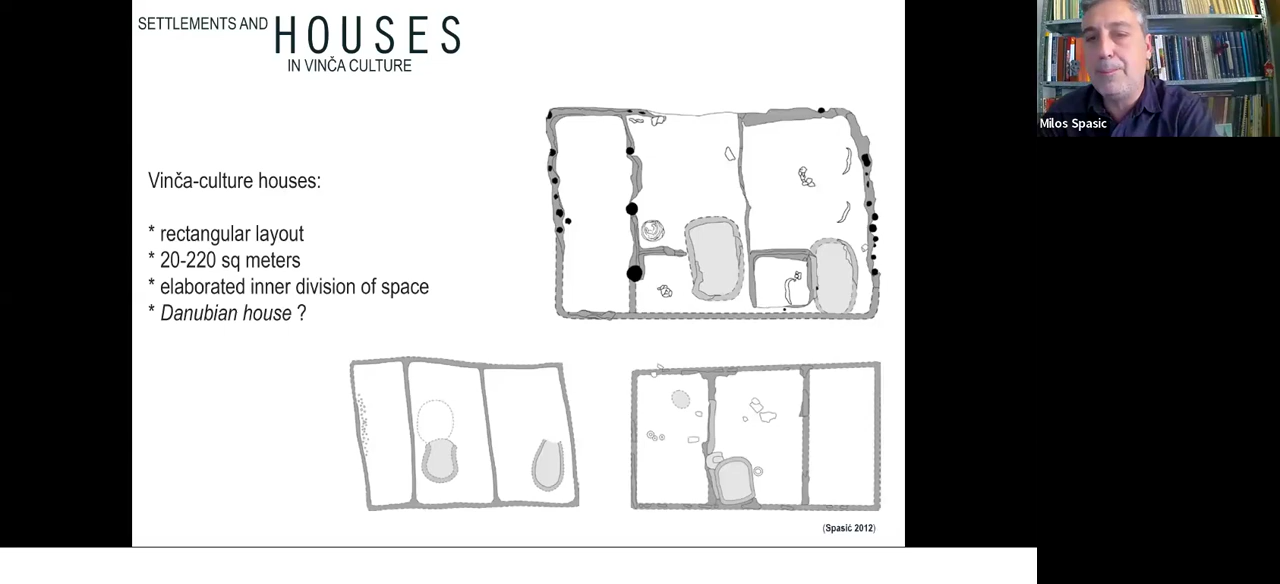 SETTLEMENTS AND HOUSES
IN VINČA CULTURE
Vinča-culture houses:
* rectangular layout
* 20-220 sq meters
* elaborated inner division of space
* Danubian house ?
(Spasić 2012)
Milos Spasic